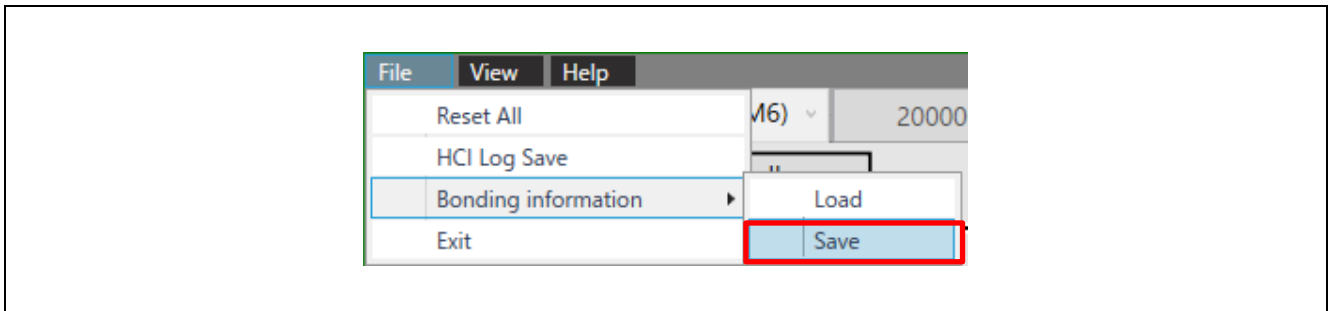 File View Help
Reset All
HCI Log Save
Bonding information
Exit
M6)
20000
Load
Save